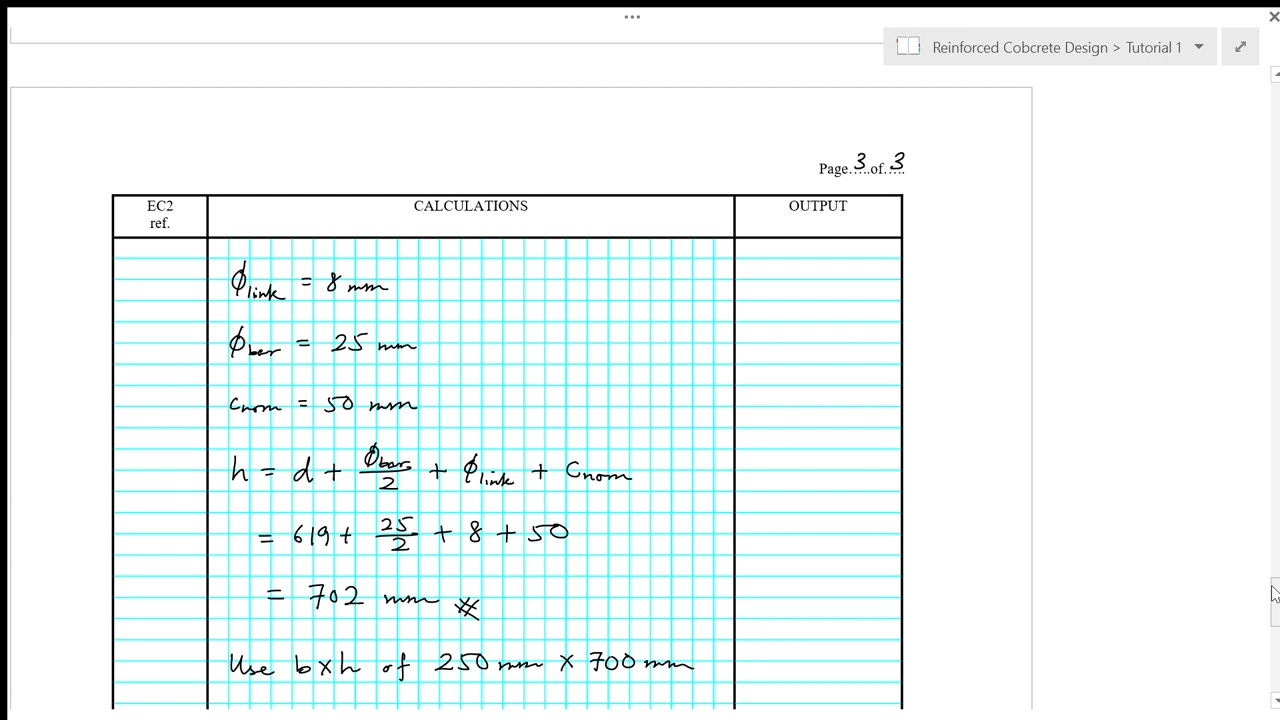 Reinforced Cobcrete Design > Tutorial 1
Page 3 of 3
EC2 ref.
CALCULATIONS
OUTPUT
ϕlink = 8 mm
ϕbar = 25 mm
cnom = 50 mm
h = d + ϕbar/2 + ϕlink + cnom
= 619 + 25/2 + 8 + 50
= 702 mm
Use b x h of 250 mm x 700 mm